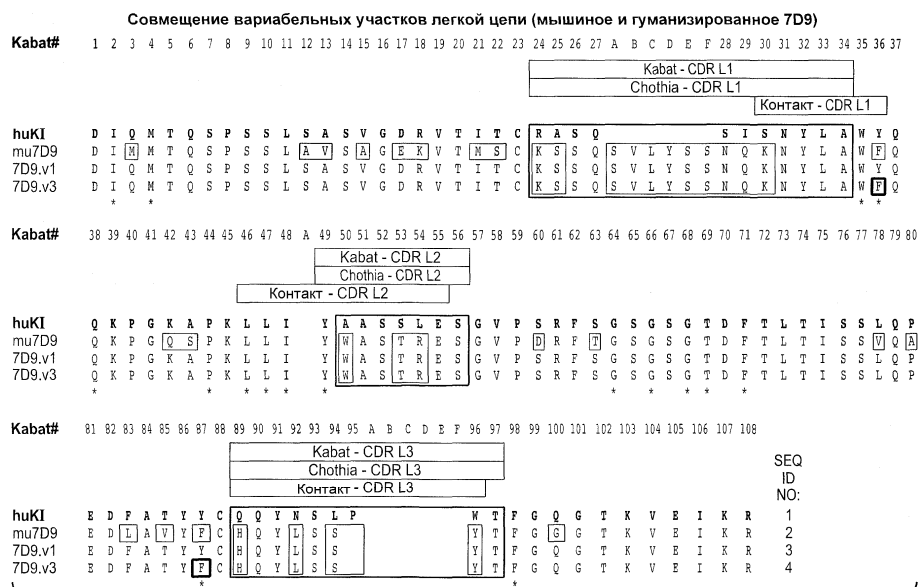 Совмещение вариабельных участков легкой цепи (мышиное и гуманизированное 7D9)
Kabat# 1 2 3 4 5 6 7 8 9 10 11 12 13 14 15 16 17 18 19 20 21 22 23 24 25 26 27 A B C D E F 28 29 30 31 32 33 34 35 36 37
Kabat - CDR L1
Chothia - CDR L1
Контакт - CDR L1
huKI D I Q M T Q S P S S L S A S V G D R V T I T C R A S Q S I S N Y L A W Y Q
mu7D9 D I M M T Q S P S S L A V S A G E K V T M S C K S S Q S V L Y S S N Q K N Y L A W F Q
7D9.v1 D I Q M T Q S P S S L S A S V G D R V T I T C K S S Q S V L Y S S N Q K N Y L A W Y Q
7D9.v3 D I Q M T Q S P S S L S A S V G D R V T I T C K S S Q S V L Y S S N Q K N Y L A W F Q
* * * *
Kabat# 38 39 40 41 42 43 44 45 46 47 48 A 49 50 51 52 53 54 55 56 57 58 59 60 61 62 63 64 65 66 67 68 69 70 71 72 73 74 75 76 77 78 79 80
Kabat - CDR L2
Chothia - CDR L2
Контакт - CDR L2
huKI Q K P G K A P K L L I Y A A S S L E S G V P S R F S G S G S G T D F T L T I S S L Q P
mu7D9 Q K P G Q S P K L L I Y W A S T R E S G V P D R F T G S G S G T D F T L T I S S V Q A
7D9.v1 Q K P G K A P K L L I Y W A S T R E S G V P S R F S G S G S G T D F T L T I S S L Q P
7D9.v3 Q K P G K A P K L L I Y W A S T R E S G V P S R F S G S G S G T D F T L T I S S L Q P
* * * * * * * * * * *
Kabat# 81 82 83 84 85 86 87 88 89 90 91 92 93 94 95 A B C D E F 96 97 98 99 100 101 102 103 104 105 106 107 108
Kabat - CDR L3
Chothia - CDR L3
Контакт - CDR L3
SEQ
ID
NO:
huKI E D F A T Y Y C Q Q Y N S L P W T F G Q G T K V E I K R 1
mu7D9 E D L A V Y F C H Q Y L S S Y T F G G G T K V E I K R 2
7D9.v1 E D F A T Y Y C H Q Y L S S Y T F G Q G T K V E I K R 3
7D9.v3 E D F A T Y F C H Q Y L S S Y T F G Q G T K V E I K R 4
* *